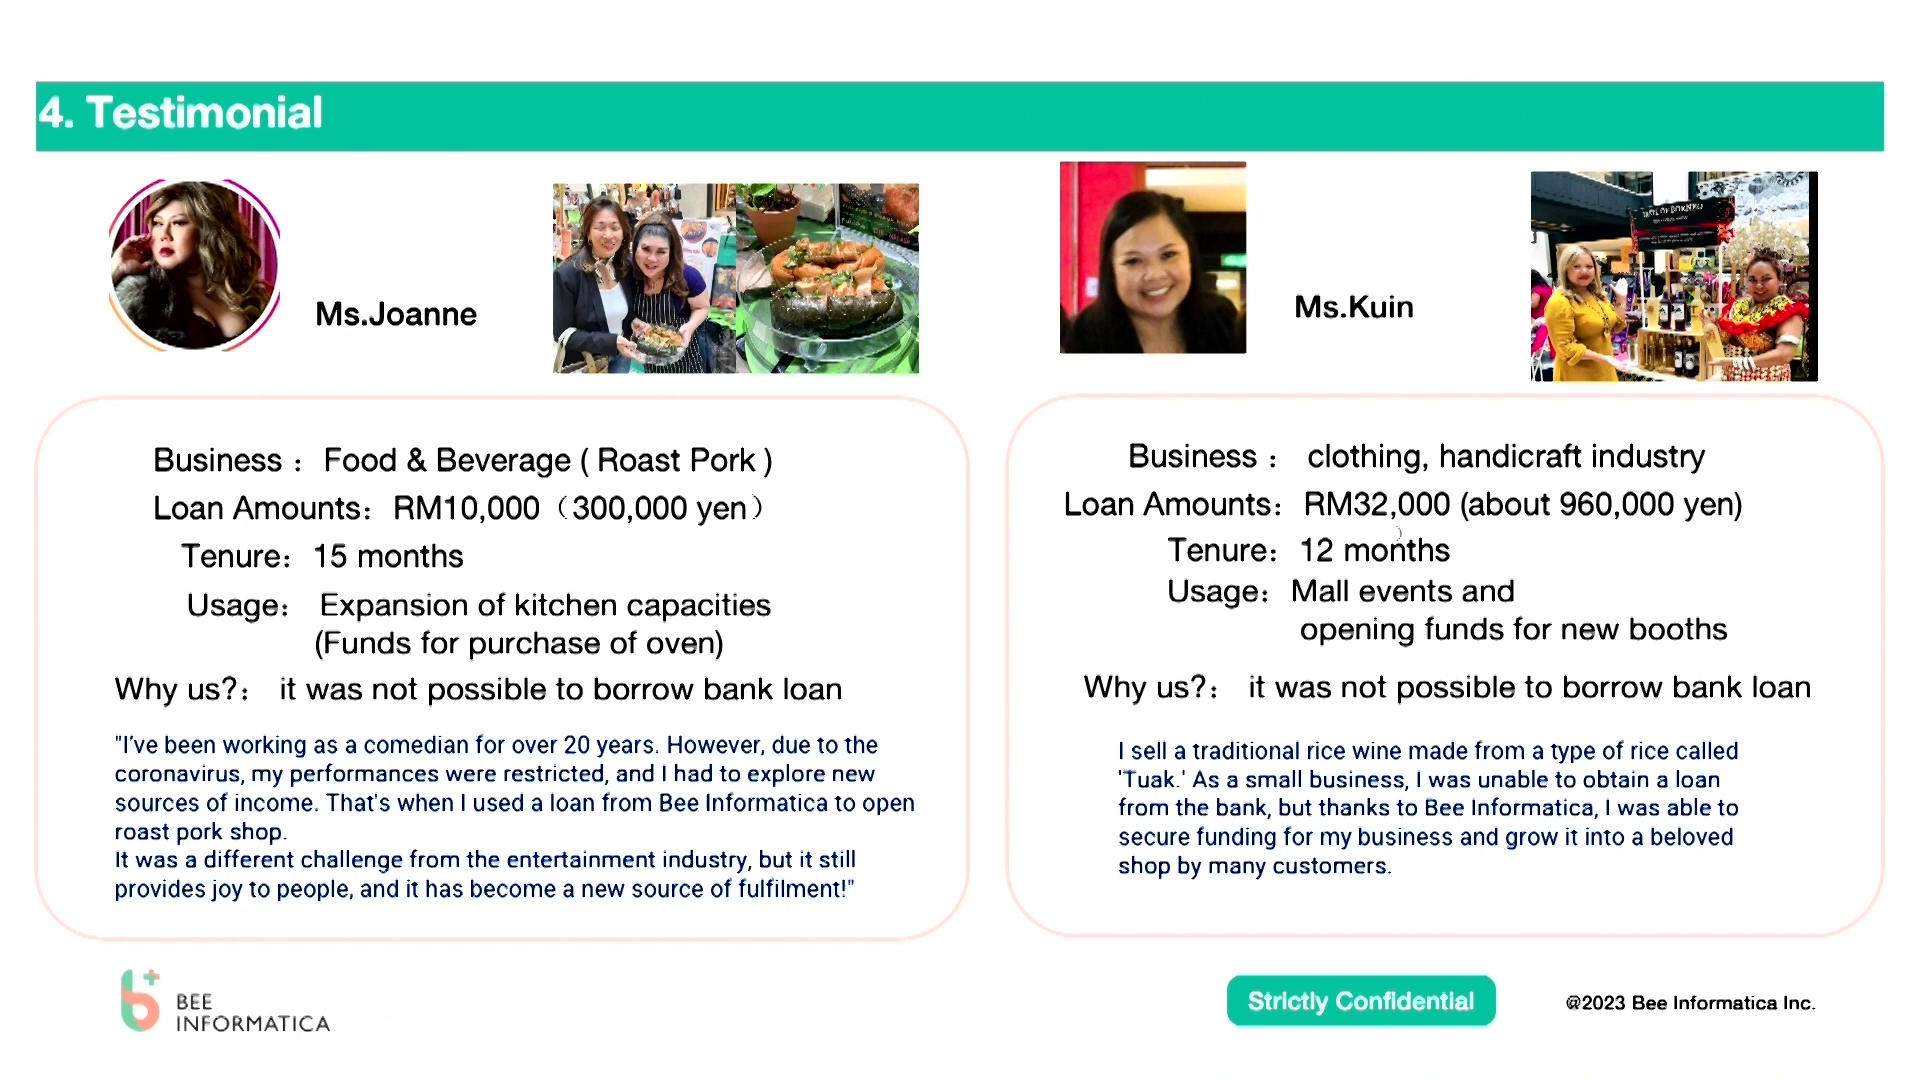 4. Testimonial
Ms.Joanne
Ms.Kuin
TASTE OF BORNEO
Business :  Food & Beverage ( Roast Pork )
Loan Amounts：RM10,000（300,000 yen）
Tenure：15 months
Usage： Expansion of kitchen capacities
(Funds for purchase of oven)
Why us?： it was not possible to borrow bank loan
"I’ve been working as a comedian for over 20 years. However, due to the
coronavirus, my performances were restricted, and I had to explore new
sources of income. That's when I used a loan from Bee Informatica to open
roast pork shop.
It was a different challenge from the entertainment industry, but it still
provides joy to people, and it has become a new source of fulfilment!"
Business :  clothing, handicraft industry
Loan Amounts：RM32,000 (about 960,000 yen)
Tenure：12 months
Usage：Mall events and
opening funds for new booths
Why us?： it was not possible to borrow bank loan
I sell a traditional rice wine made from a type of rice called
'Tuak.' As a small business, I was unable to obtain a loan
from the bank, but thanks to Bee Informatica, I was able to
secure funding for my business and grow it into a beloved
shop by many customers.
BEE
INFORMATICA
Strictly Confidential
@2023 Bee Informatica Inc.